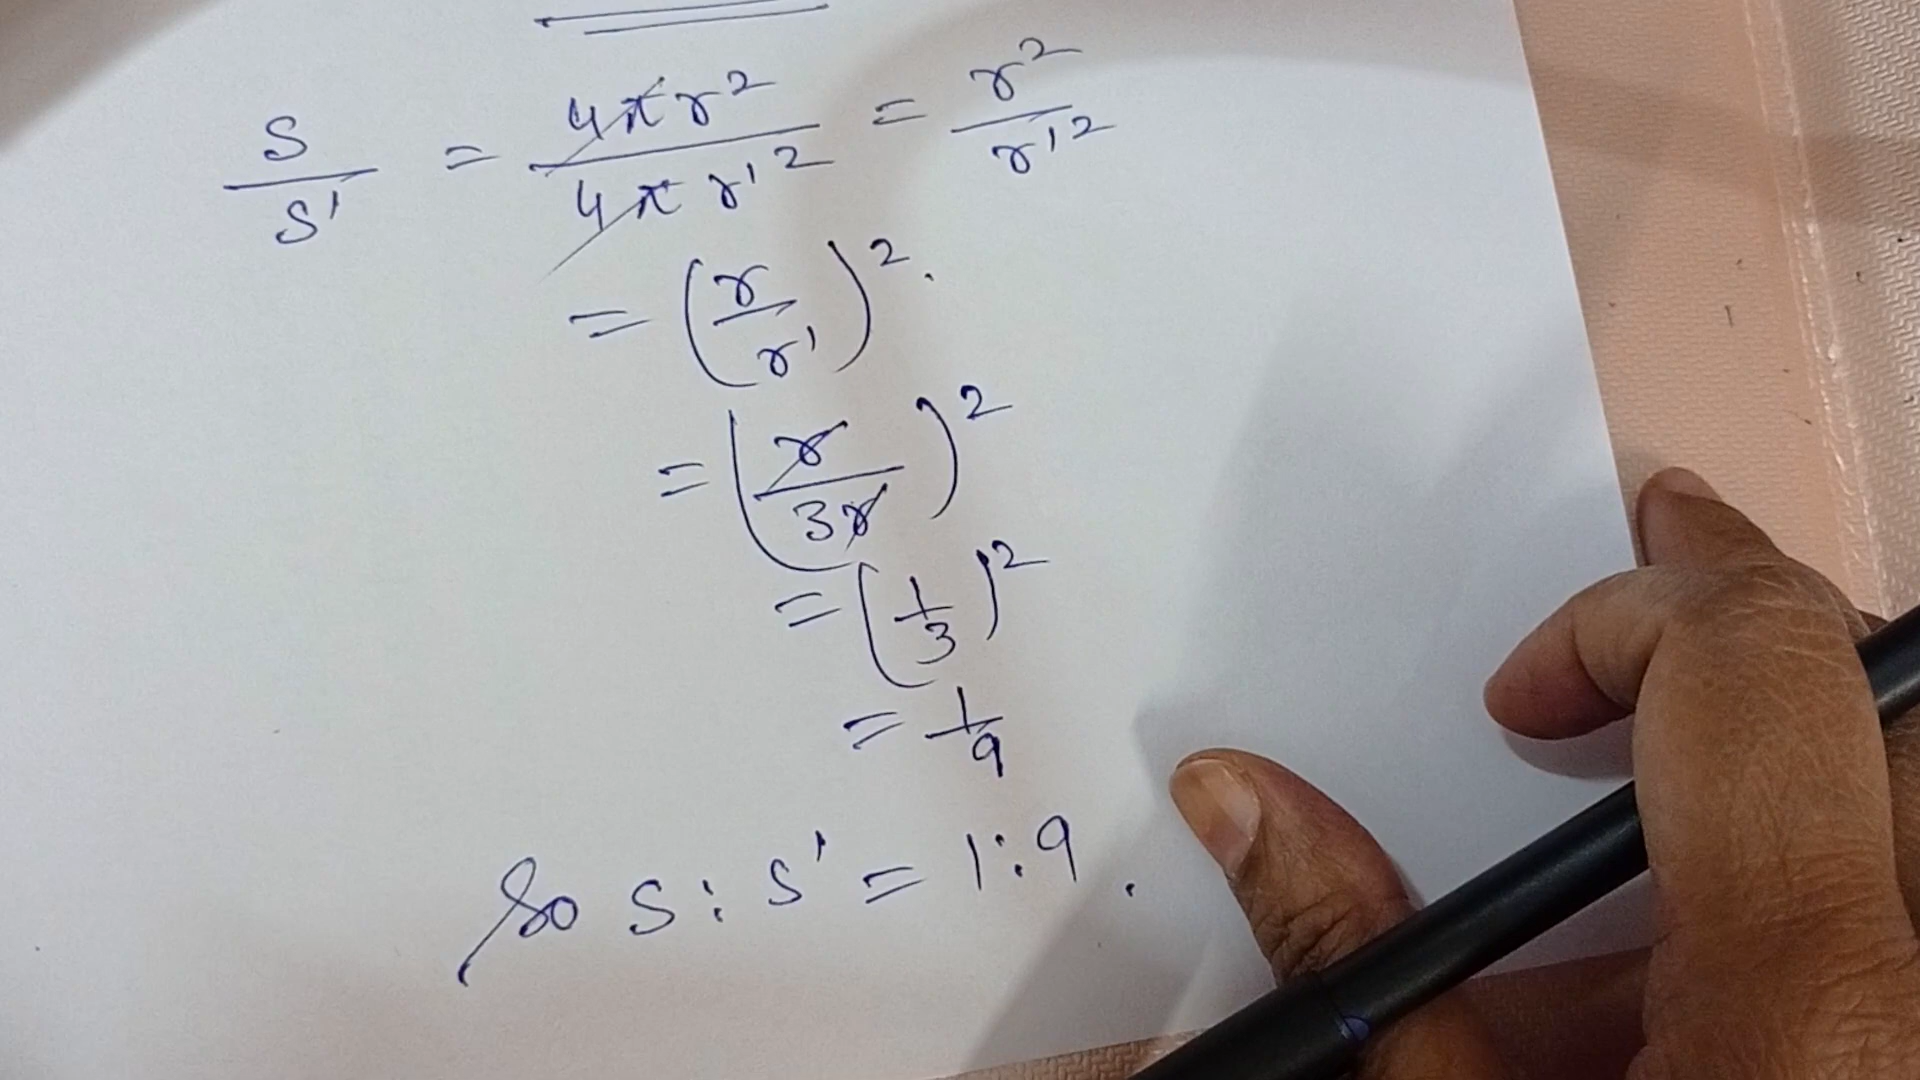 S/S' = 4πr²/4πr'² = r²/r'²
= (r/r')².
= (r/3r)²
= (1/3)²
= 1/9
So S : S' = 1:9.